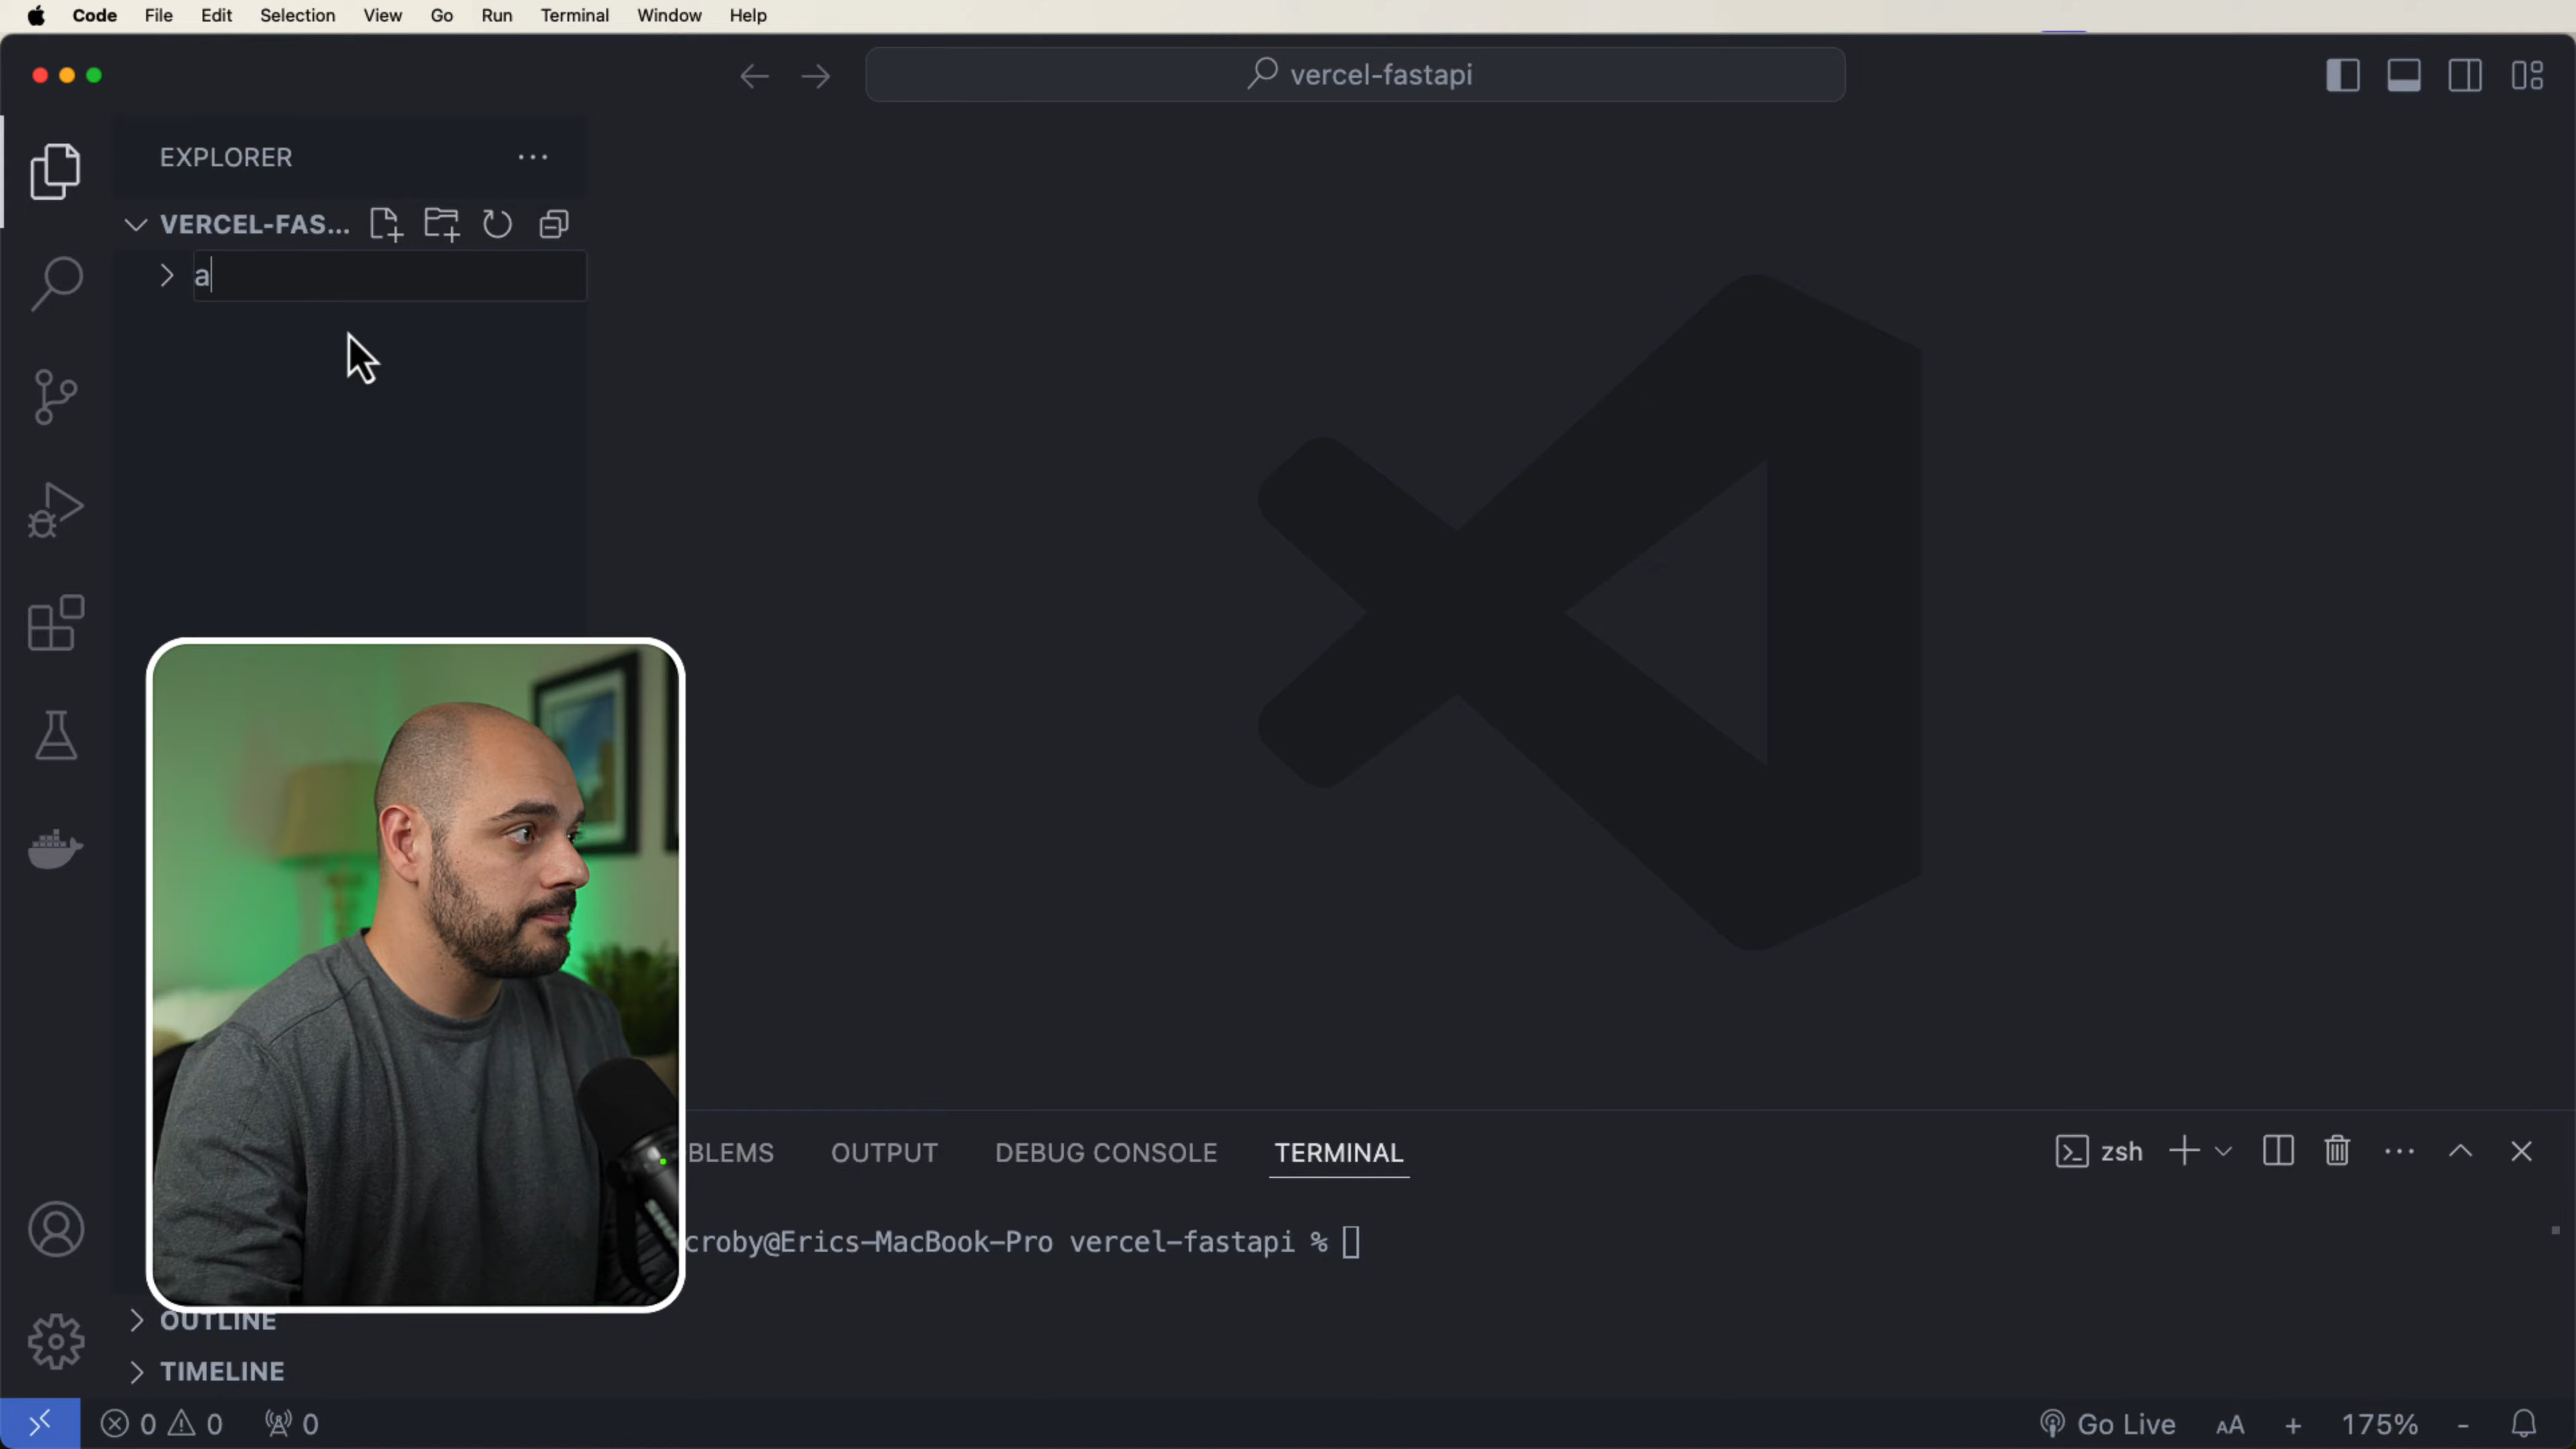 Code File Edit Selection View Go Run Terminal Window Help
vercel-fastapi
EXPLORER
VERCEL-FAS...
a
BLEMS OUTPUT DEBUG CONSOLE TERMINAL
zsh
croby@Erics-MacBook-Pro vercel-fastapi %
OUTLINE
TIMELINE
0 0 0
Go Live AA + 175% -